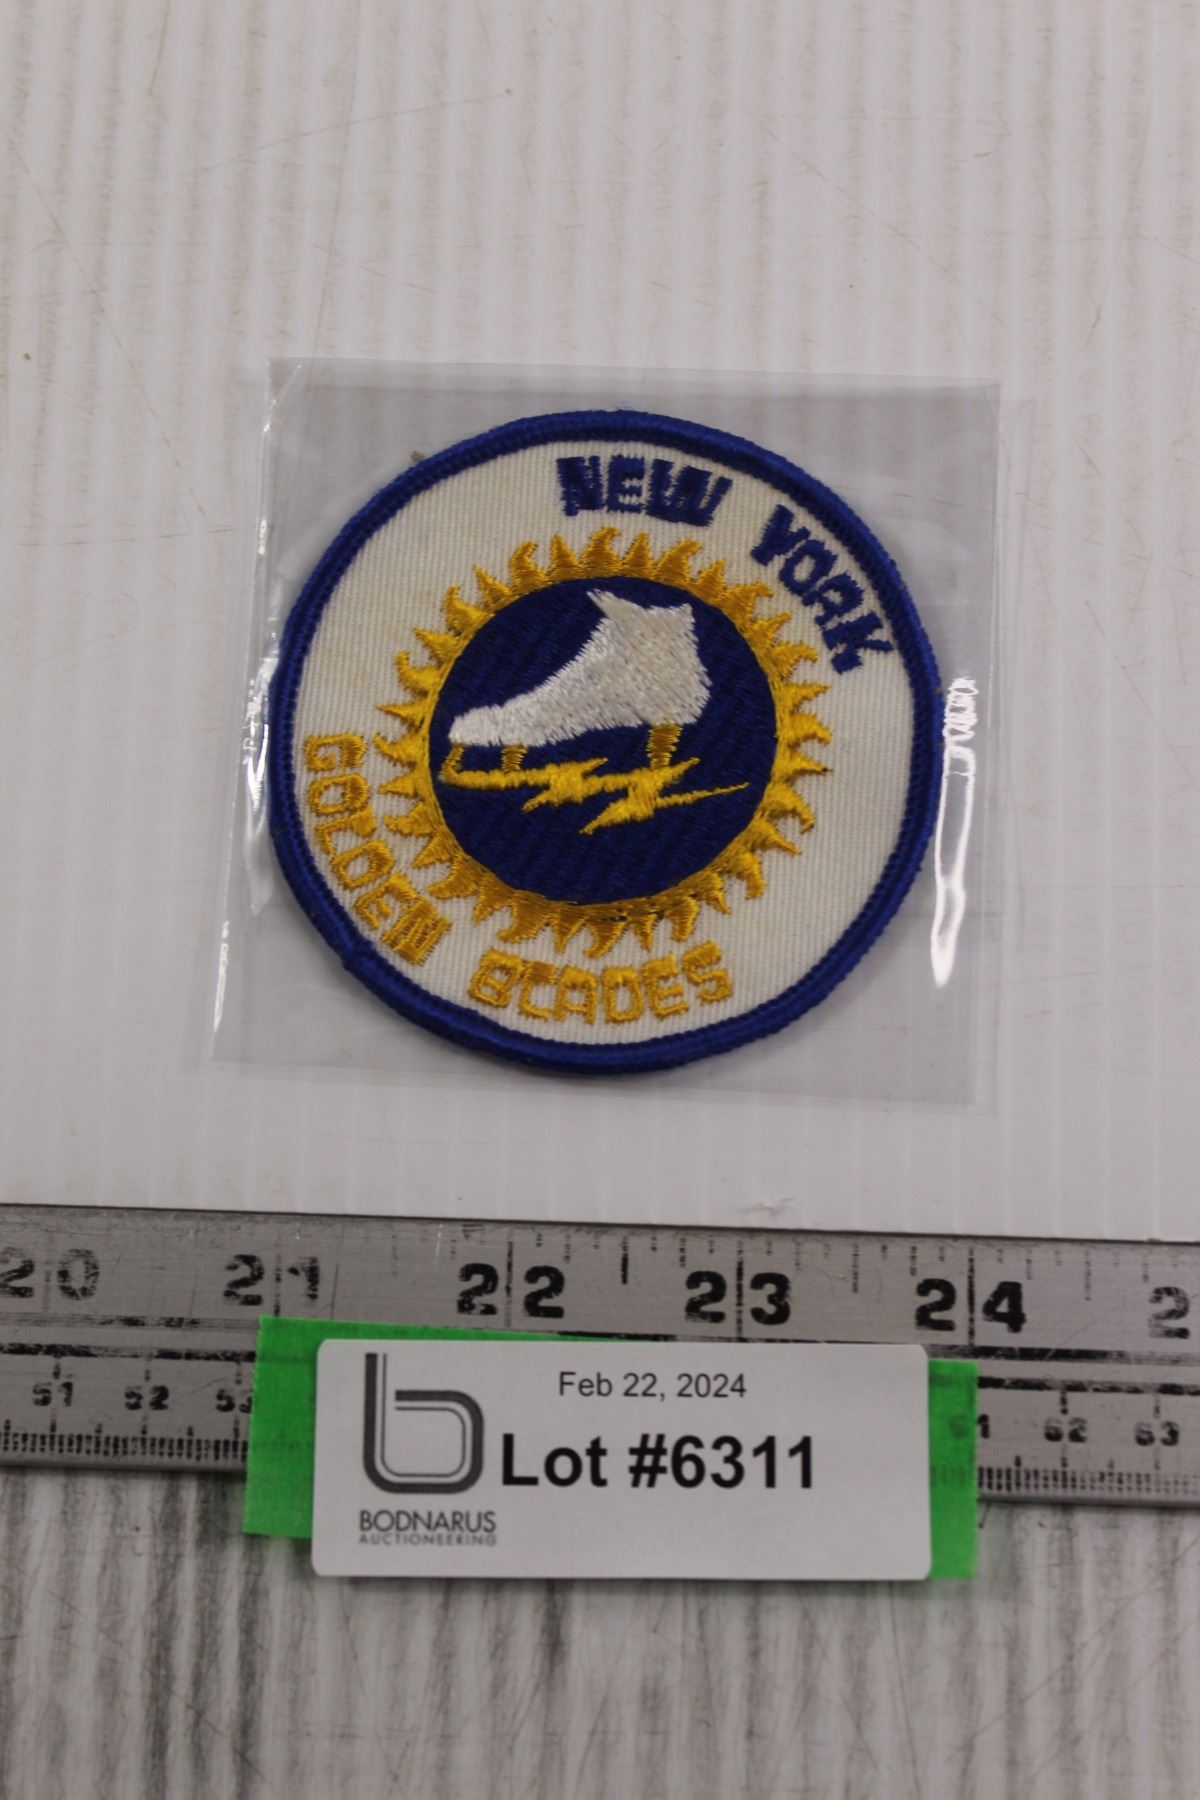 NEW YORK
GOLDEN BLADES
20 21 22 23 24 2
51 52 53 61 62 63
Feb 22, 2024
b
Lot #6311
BODNARUS
AUCTIONEERING